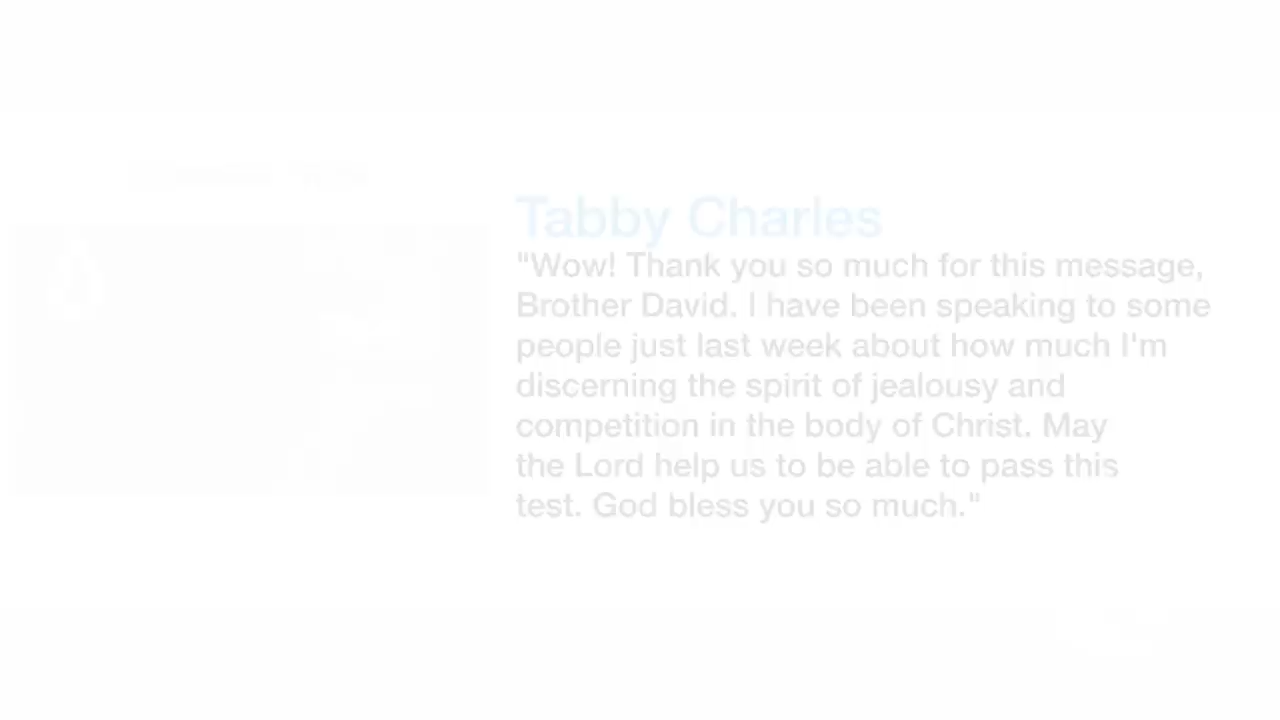 Tabby Charles
"Wow! Thank you so much for this message,
Brother David. I have been speaking to some
people just last week about how much I'm
discerning the spirit of jealousy and
competition in the body of Christ. May
the Lord help us to be able to pass this
test. God bless you so much."